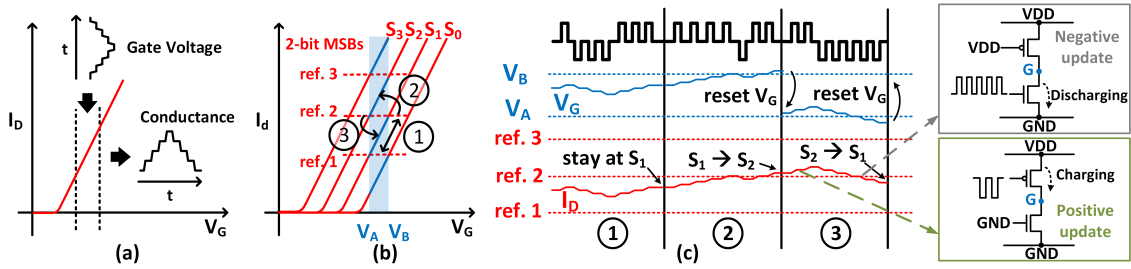 t
Gate Voltage
I_D
Conductance
t
V_G
(a)
2-bit MSBs
S_3 S_2 S_1 S_0
ref. 3
ref. 2
ref. 1
I_d
1
2
3
V_A V_B
V_G
(b)
V_B
V_G
V_A
reset V_G
reset V_G
ref. 3
ref. 2
I_D
ref. 1
stay at S_1
S_1 → S_2
S_2 → S_1
1
2
3
(c)
VDD
VDD
Negative
update
G
Discharging
GND
VDD
Charging
G
GND
Positive
update
GND